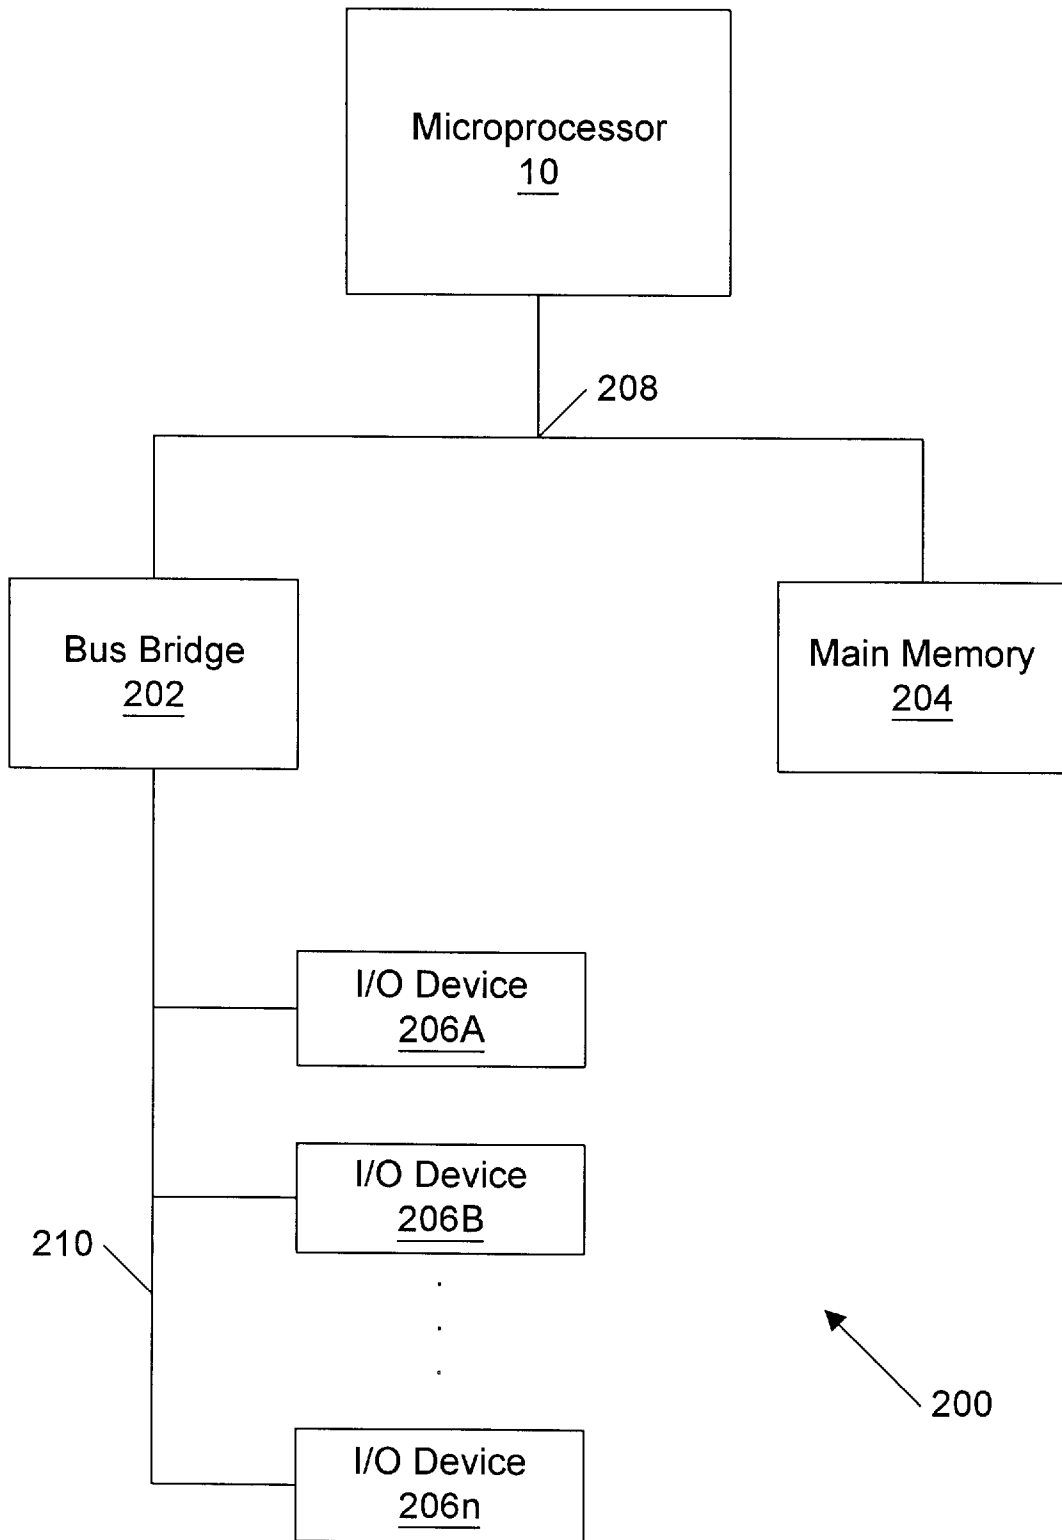 Microprocessor
10
208
Bus Bridge
202
Main Memory
204
I/O Device
206A
I/O Device
206B
210
200
I/O Device
206n